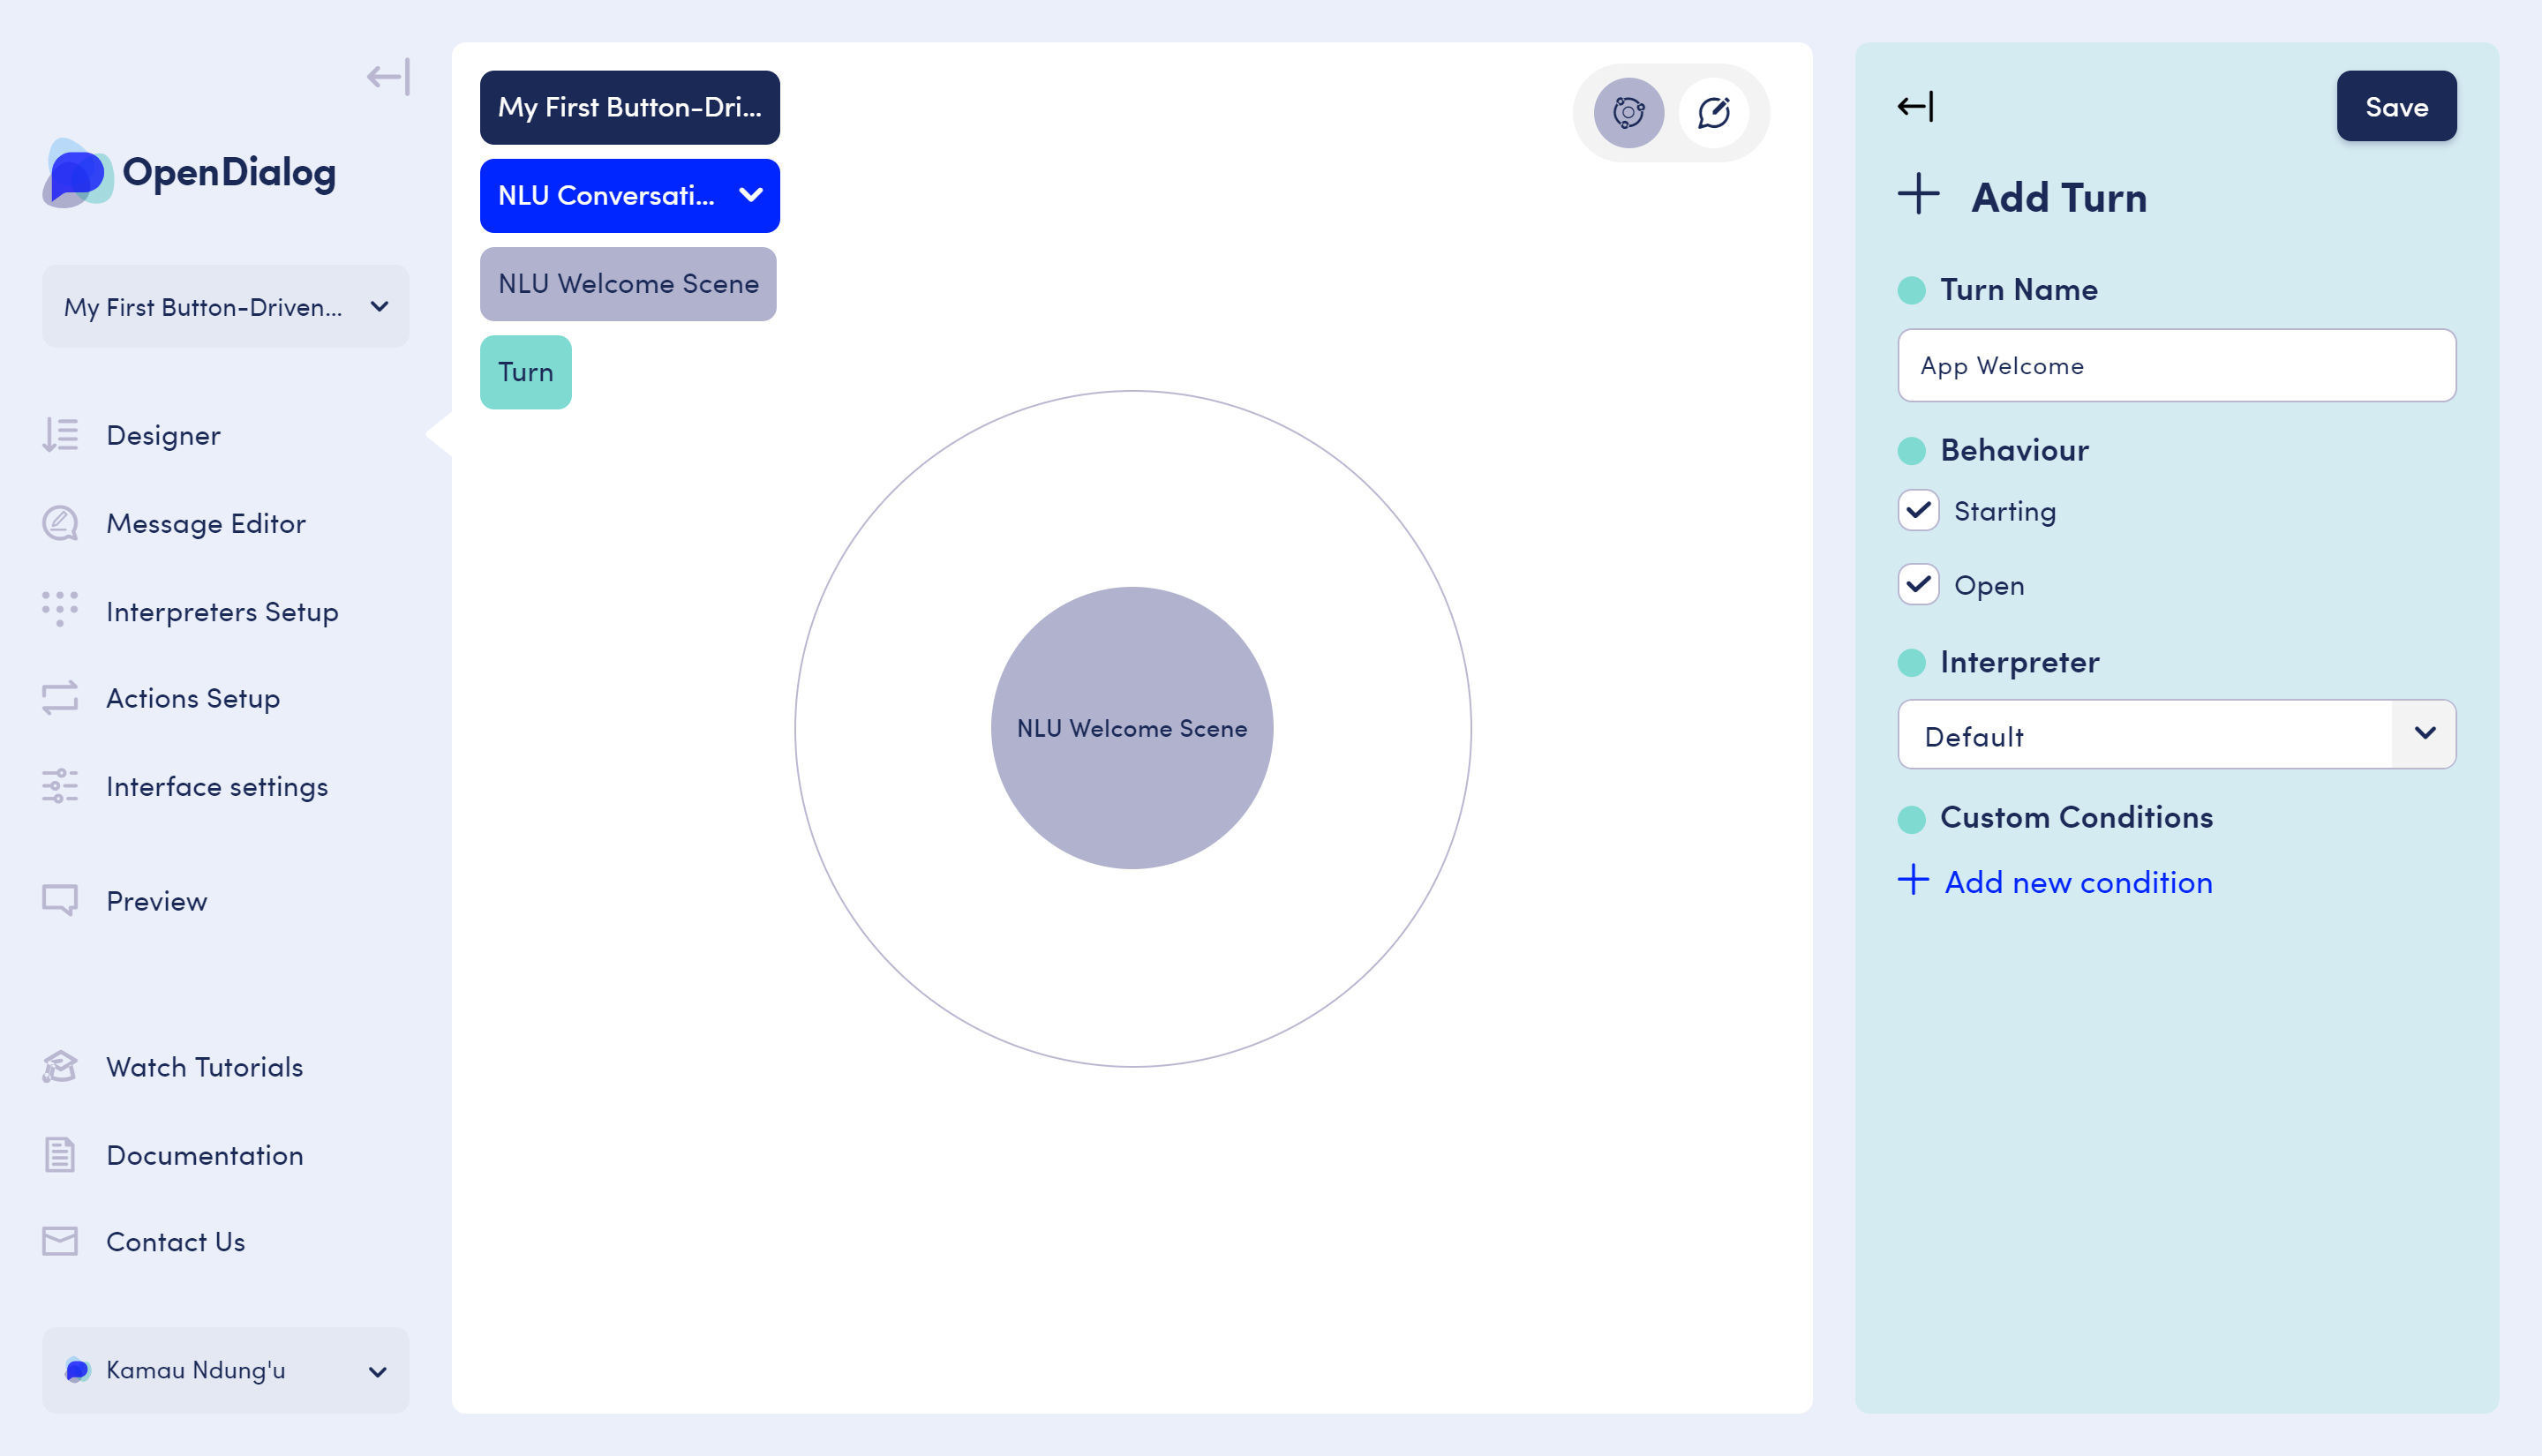 OpenDialog
My First Button-Driven...
Designer
Message Editor
Interpreters Setup
Actions Setup
Interface settings
Preview
Watch Tutorials
Documentation
Contact Us
Kamau Ndung'u
My First Button-Dri...
NLU Conversati...
NLU Welcome Scene
Turn
NLU Welcome Scene
Save
Add Turn
Turn Name
App Welcome
Behaviour
Starting
Open
Interpreter
Default
Custom Conditions
Add new condition